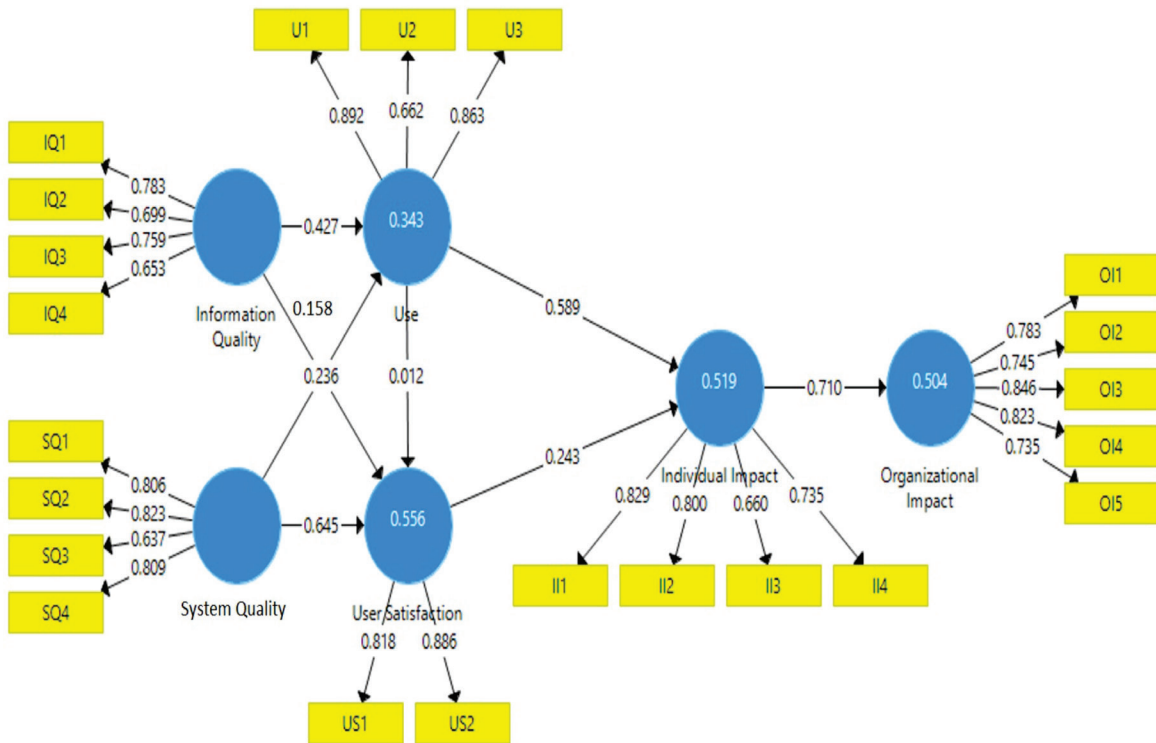 U1
U2
U3
0.892
0.662
0.863
IQ1
IQ2
IQ3
IQ4
0.783
0.699
0.759
0.653
Information
Quality
0.427
0.343
Use
0.158
0.236
0.012
0.589
SQ1
SQ2
SQ3
SQ4
0.806
0.823
0.637
0.809
System Quality
0.645
0.556
User Satisfaction
0.818
0.886
US1
US2
0.243
0.519
Individual Impact
0.829
0.800
0.660
0.735
II1
II2
II3
II4
0.710
0.504
Organizational
Impact
0.783
0.745
0.846
0.823
0.735
OI1
OI2
OI3
OI4
OI5